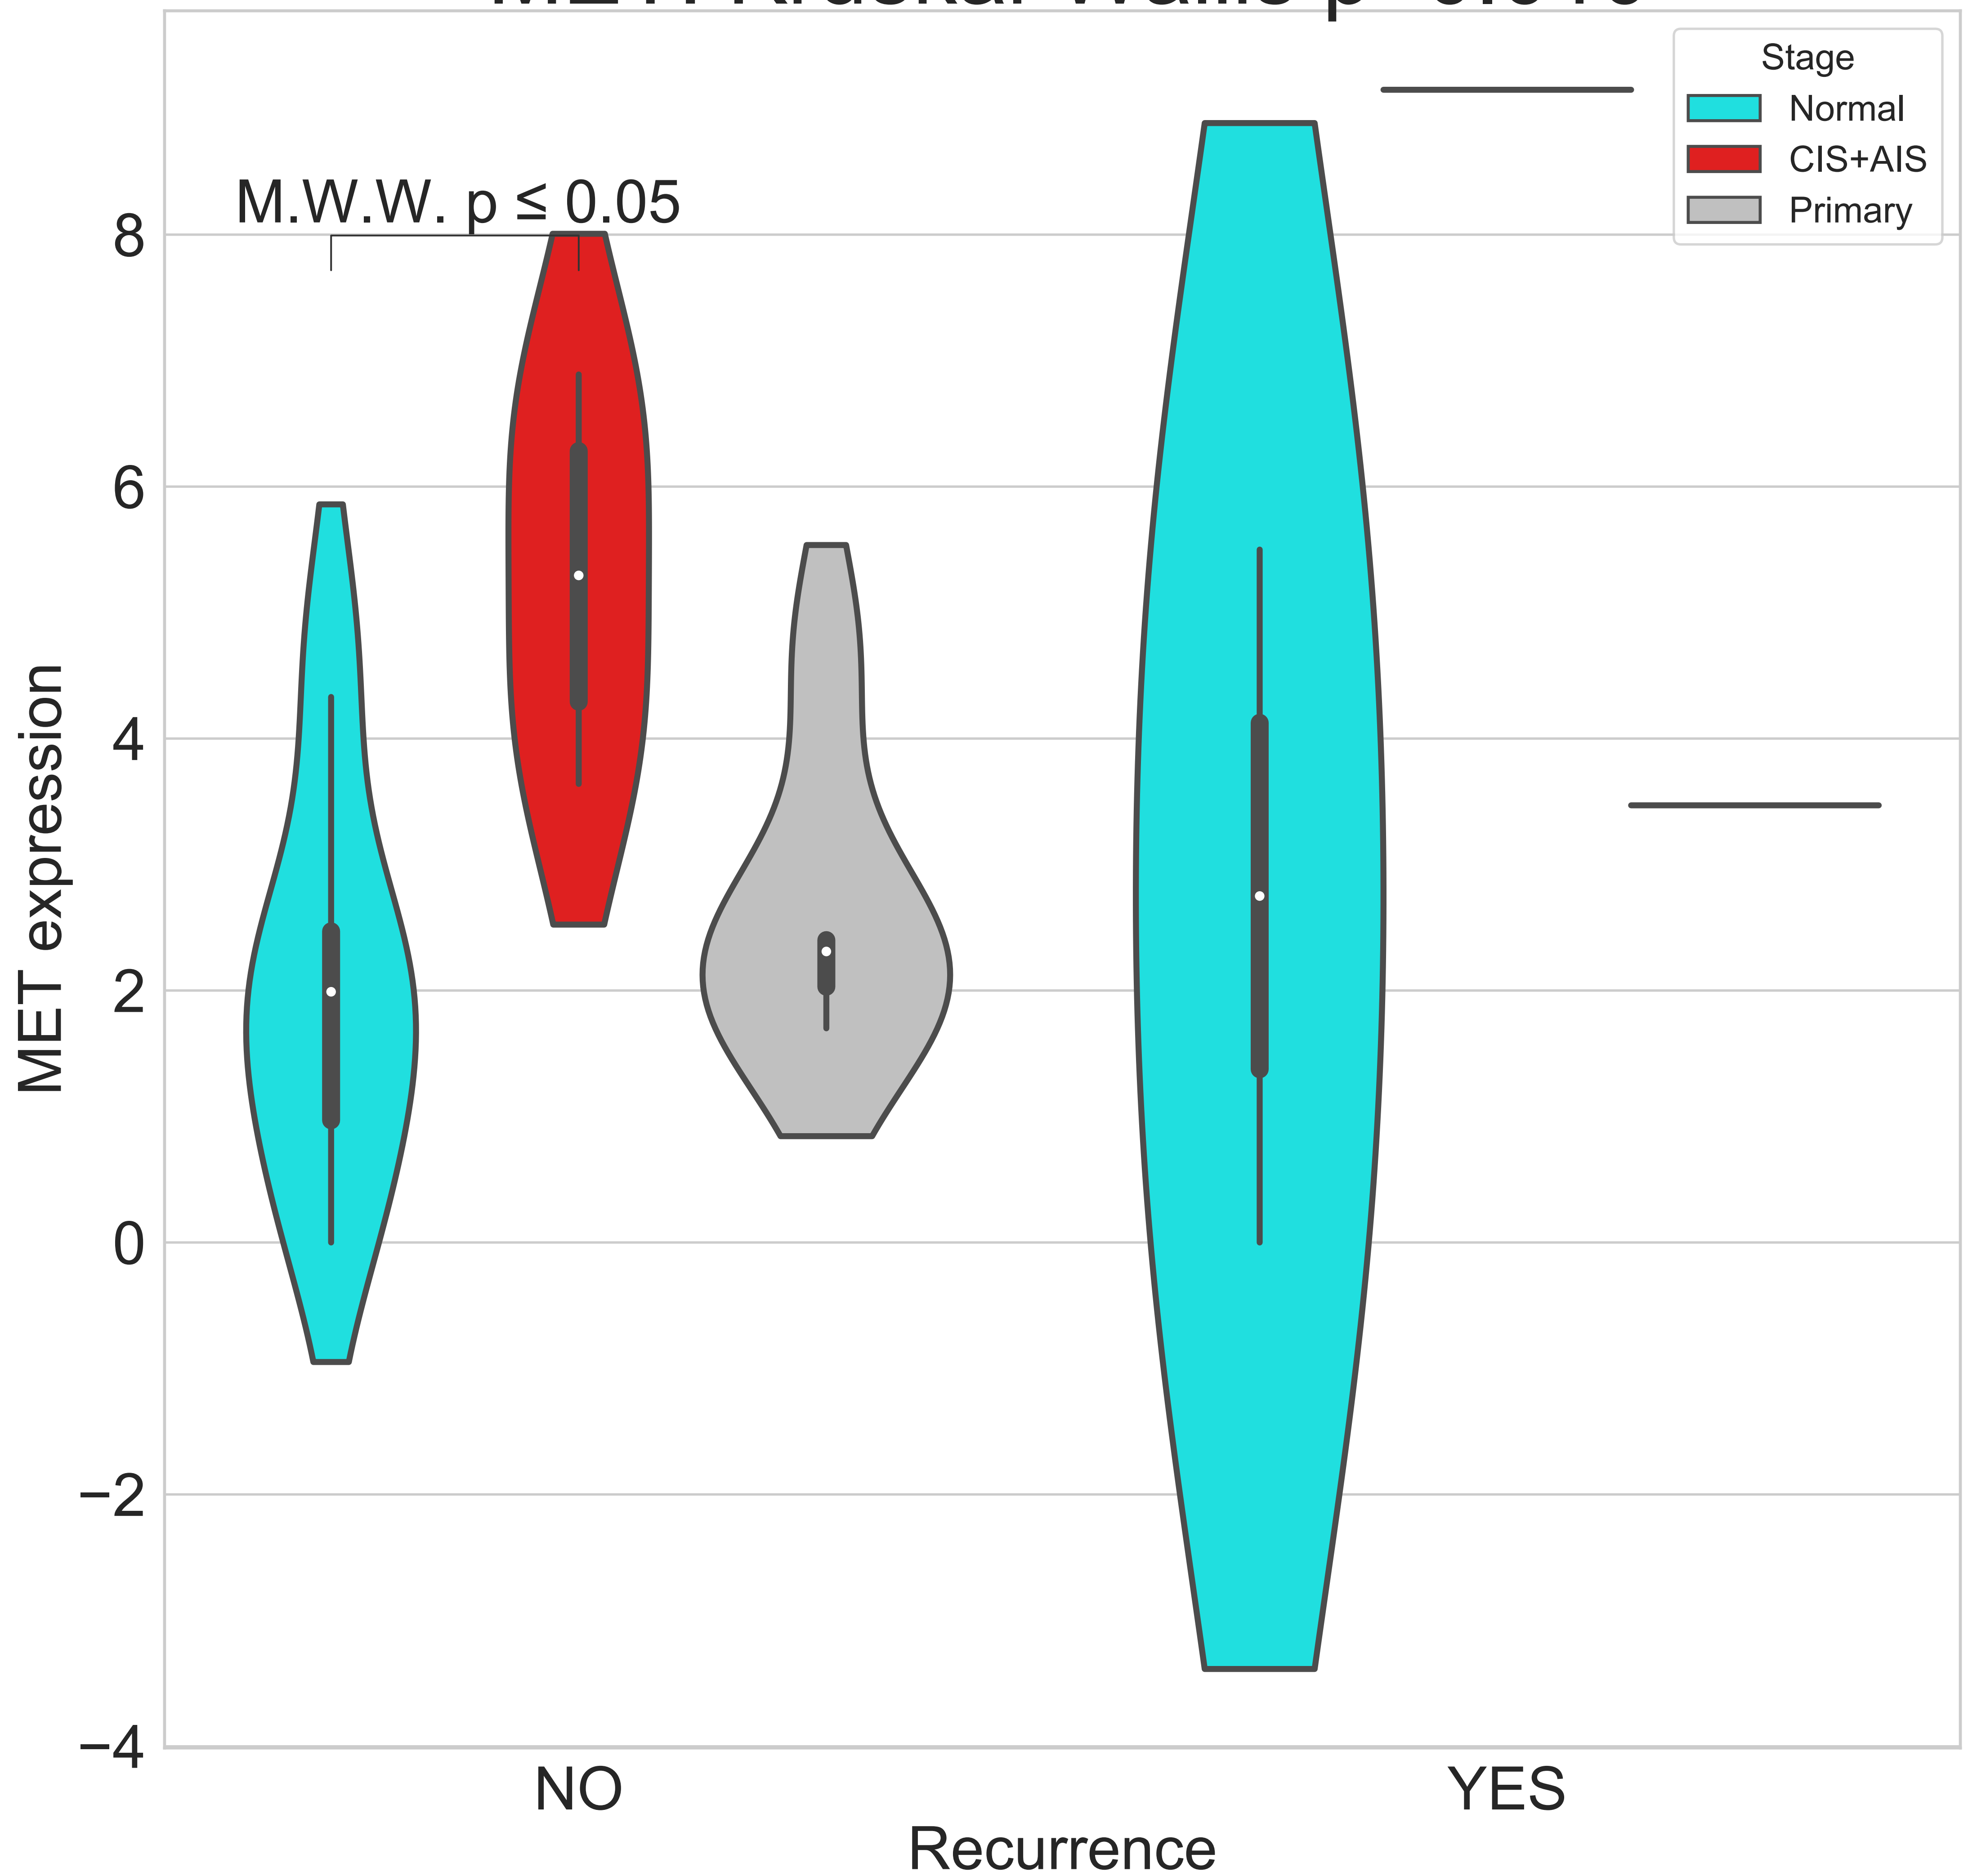 Stage
Normal
CIS+AIS
Primary
M.W.W. p ≤ 0.05
8
6
4
2
0
−2
−4
MET expression
NO
YES
Recurrence